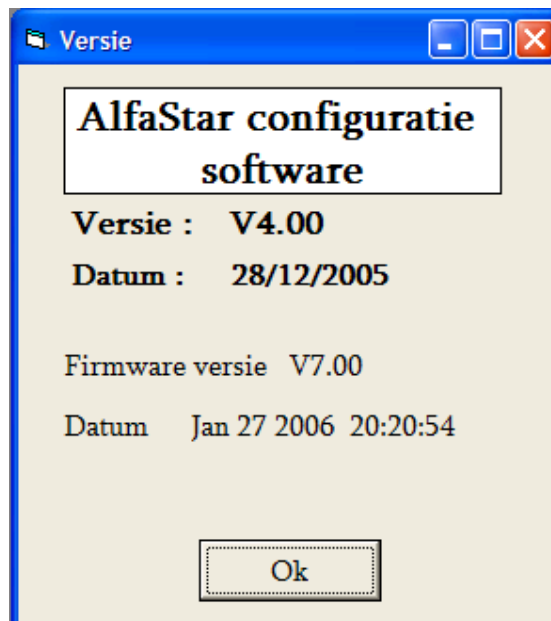 Versie
AlfaStar configuratie
software
Versie : V4.00
Datum : 28/12/2005
Firmware versie V7.00
Datum Jan 27 2006 20:20:54
Ok